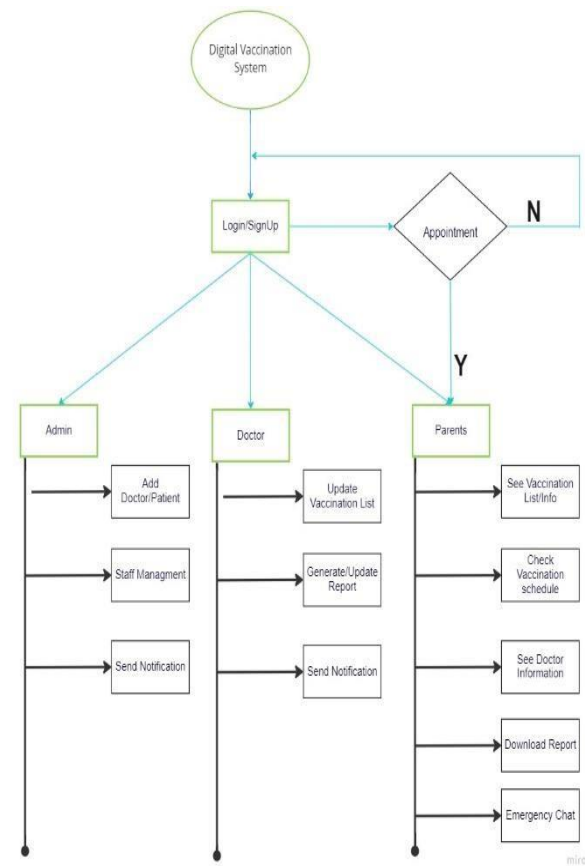 Digital Vaccination
System
Login/SignUp
Appointment
N
Y
Admin
Doctor
Parents
Add
Doctor/Patient
Staff Managment
Send Notification
Update
Vaccination List
Generate/Update
Report
Send Notification
See Vaccination
List/Info
Check
Vaccination
schedule
See Doctor
Information
Download Report
Emergency Chat